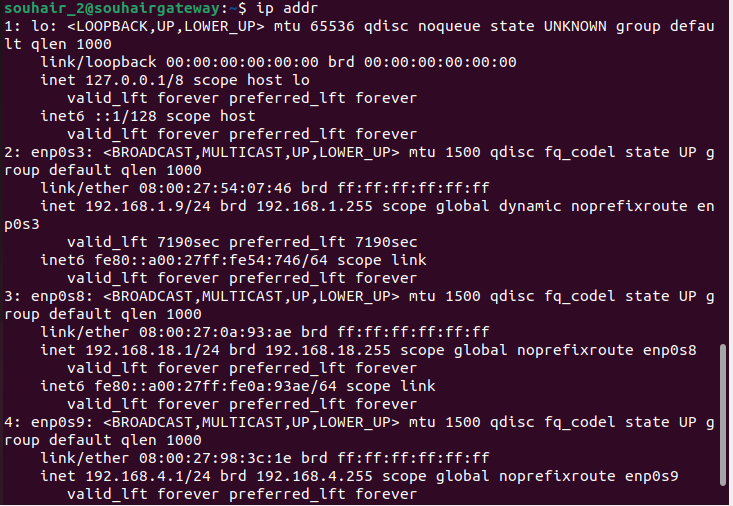 souhair_2@souhairgateway:~$ ip addr
1: lo: <LOOPBACK,UP,LOWER_UP> mtu 65536 qdisc noqueue state UNKNOWN group defau
lt qlen 1000
    link/loopback 00:00:00:00:00:00 brd 00:00:00:00:00:00
    inet 127.0.0.1/8 scope host lo
       valid_lft forever preferred_lft forever
    inet6 ::1/128 scope host
       valid_lft forever preferred_lft forever
2: enp0s3: <BROADCAST,MULTICAST,UP,LOWER_UP> mtu 1500 qdisc fq_codel state UP g
roup default qlen 1000
    link/ether 08:00:27:54:07:46 brd ff:ff:ff:ff:ff:ff
    inet 192.168.1.9/24 brd 192.168.1.255 scope global dynamic noprefixroute en
p0s3
       valid_lft 7190sec preferred_lft 7190sec
    inet6 fe80::a00:27ff:fe54:746/64 scope link
       valid_lft forever preferred_lft forever
3: enp0s8: <BROADCAST,MULTICAST,UP,LOWER_UP> mtu 1500 qdisc fq_codel state UP g
roup default qlen 1000
    link/ether 08:00:27:0a:93:ae brd ff:ff:ff:ff:ff:ff
    inet 192.168.18.1/24 brd 192.168.18.255 scope global noprefixroute enp0s8
       valid_lft forever preferred_lft forever
    inet6 fe80::a00:27ff:fe0a:93ae/64 scope link
       valid_lft forever preferred_lft forever
4: enp0s9: <BROADCAST,MULTICAST,UP,LOWER_UP> mtu 1500 qdisc fq_codel state UP g
roup default qlen 1000
    link/ether 08:00:27:98:3c:1e brd ff:ff:ff:ff:ff:ff
    inet 192.168.4.1/24 brd 192.168.4.255 scope global noprefixroute enp0s9
       valid_lft forever preferred_lft forever